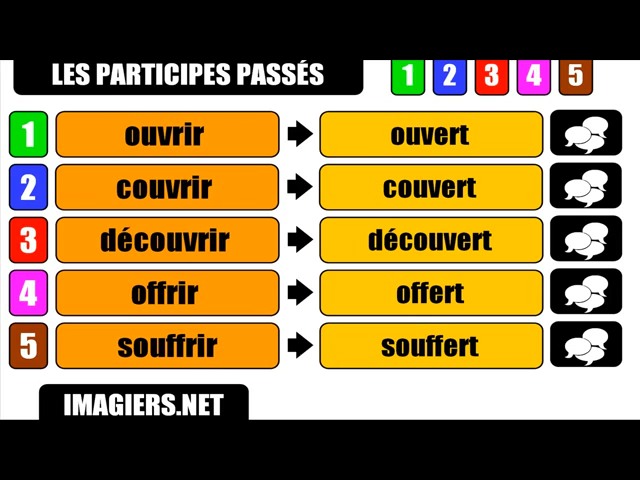 LES PARTICIPES PASSÉS 1 2 3 4 5
1 ouvrir ouvert
2 couvrir couvert
3 découvrir découvert
4 offrir offert
5 souffrir souffert
IMAGIERS.NET